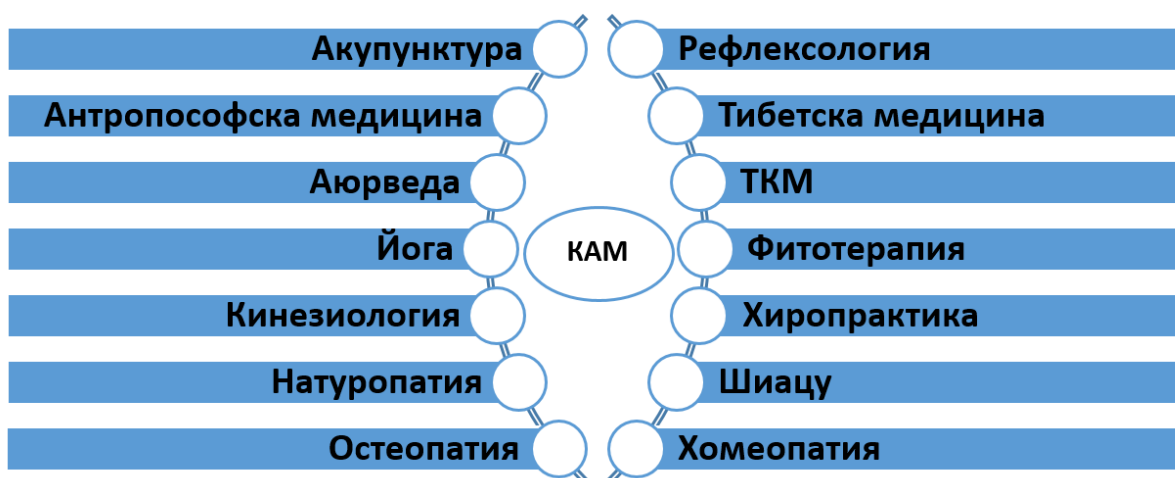 Акупунктура
Антропософска медицина
Аюрведа
Йога
Кинезиология
Натуропатия
Остеопатия
КАМ
Рефлексология
Тибетска медицина
ТКМ
Фитотерапия
Хиропрактика
Шиацу
Хомеопатия